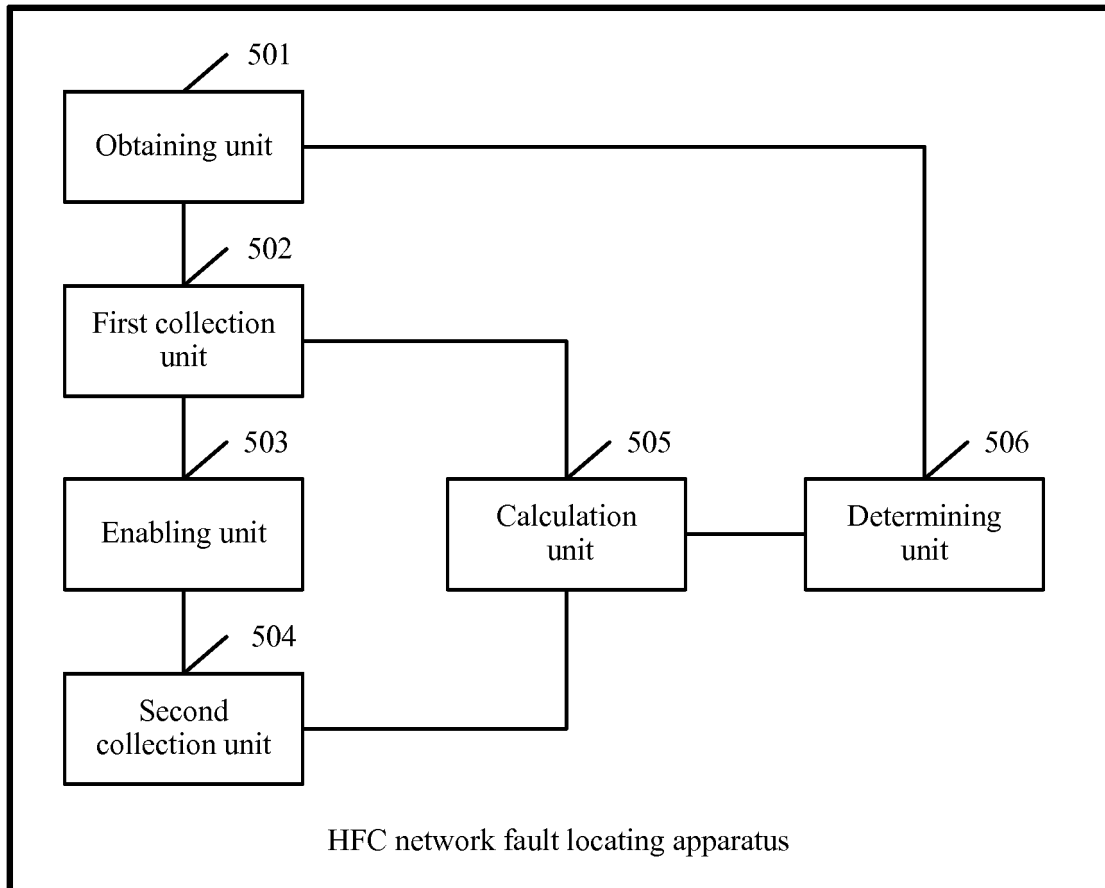 501
Obtaining unit
502
First collection
unit
503
Enabling unit
504
Second
collection unit
505
Calculation
unit
506
Determining
unit
HFC network fault locating apparatus